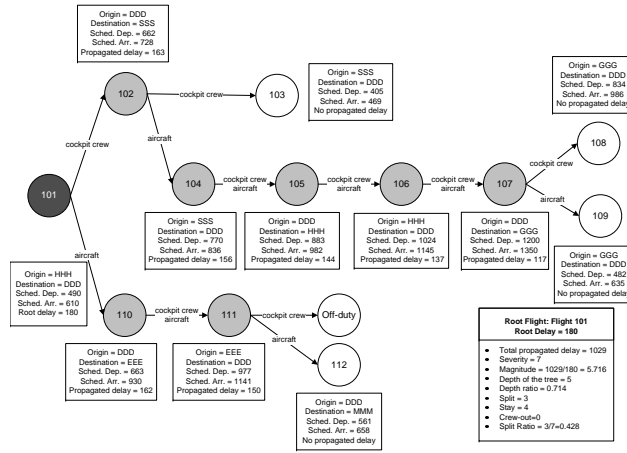 Origin = DDD
Destination = SSS
Sched. Dep. = 662
Sched. Arr. = 728
Propagated delay = 163
102
cockpit crew
103
Origin = SSS
Destination = DDD
Sched. Dep. = 405
Sched. Arr. = 469
No propagated delay
Origin = GGG
Destination = DDD
Sched. Dep. = 834
Sched. Arr. = 986
No propagated delay
108
cockpit crew
aircraft
101
cockpit crew
104
cockpit crew
aircraft
105
cockpit crew
aircraft
106
cockpit crew
aircraft
107
aircraft
109
Origin = SSS
Destination = DDD
Sched. Dep. = 770
Sched. Arr. = 836
Propagated delay = 156
Origin = DDD
Destination = HHH
Sched. Dep. = 883
Sched. Arr. = 982
Propagated delay = 144
Origin = HHH
Destination = DDD
Sched. Dep. = 1024
Sched. Arr. = 1145
Propagated delay = 137
Origin = DDD
Destination = GGG
Sched. Dep. = 1200
Sched. Arr. = 1350
Propagated delay = 117
Origin = GGG
Destination = DDD
Sched. Dep. = 482
Sched. Arr. = 635
No propagated delay
aircraft
Origin = HHH
Destination = DDD
Sched. Dep. = 490
Sched. Arr. = 610
Root delay = 180
110
cockpit crew
aircraft
111
cockpit crew
Off-duty
aircraft
112
Origin = DDD
Destination = EEE
Sched. Dep. = 663
Sched. Arr. = 930
Propagated delay = 162
Origin = EEE
Destination = DDD
Sched. Dep. = 977
Sched. Arr. = 1141
Propagated delay = 150
Origin = DDD
Destination = MMM
Sched. Dep. = 561
Sched. Arr. = 658
No propagated delay
Root Flight: Flight 101
Root Delay = 180
• Total propagated delay = 1029
• Severity = 7
• Magnitude = 1029/180 = 5.716
• Depth of the tree = 5
• Depth ratio = 0.714
• Split = 3
• Stay = 4
• Crew-out=0
• Split Ratio = 3/7=0.428